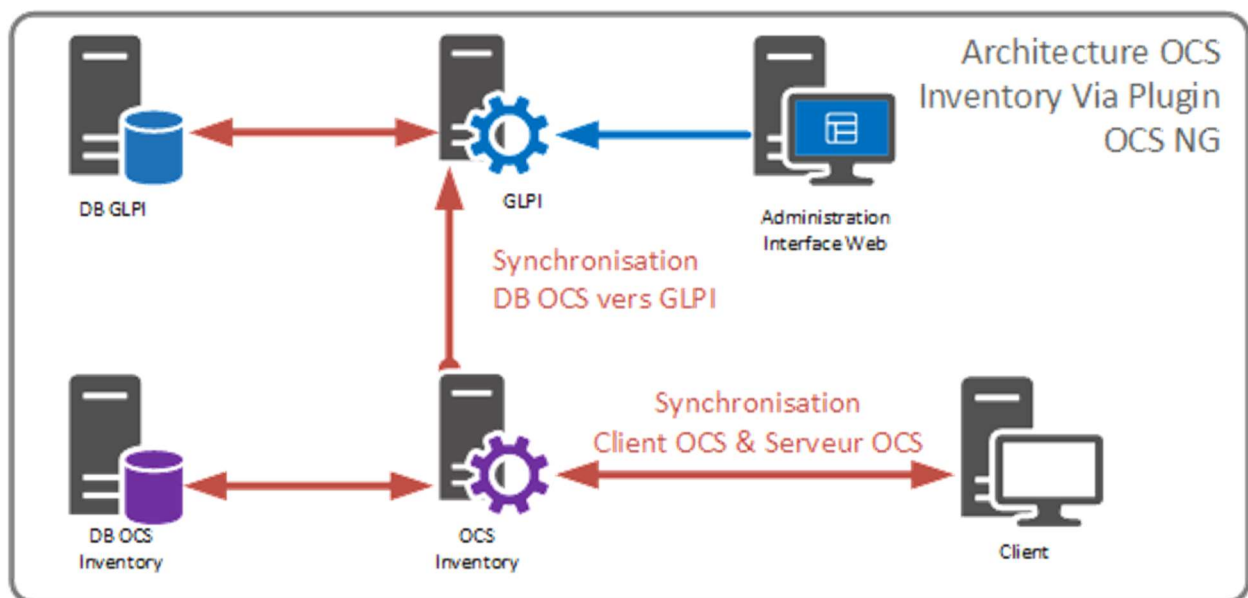 Architecture OCS
Inventory Via Plugin
OCS NG
DB GLPI
GLPI
Administration
Interface Web
Synchronisation
DB OCS vers GLPI
Synchronisation
Client OCS & Serveur OCS
DB OCS
Inventory
OCS
Inventory
Client